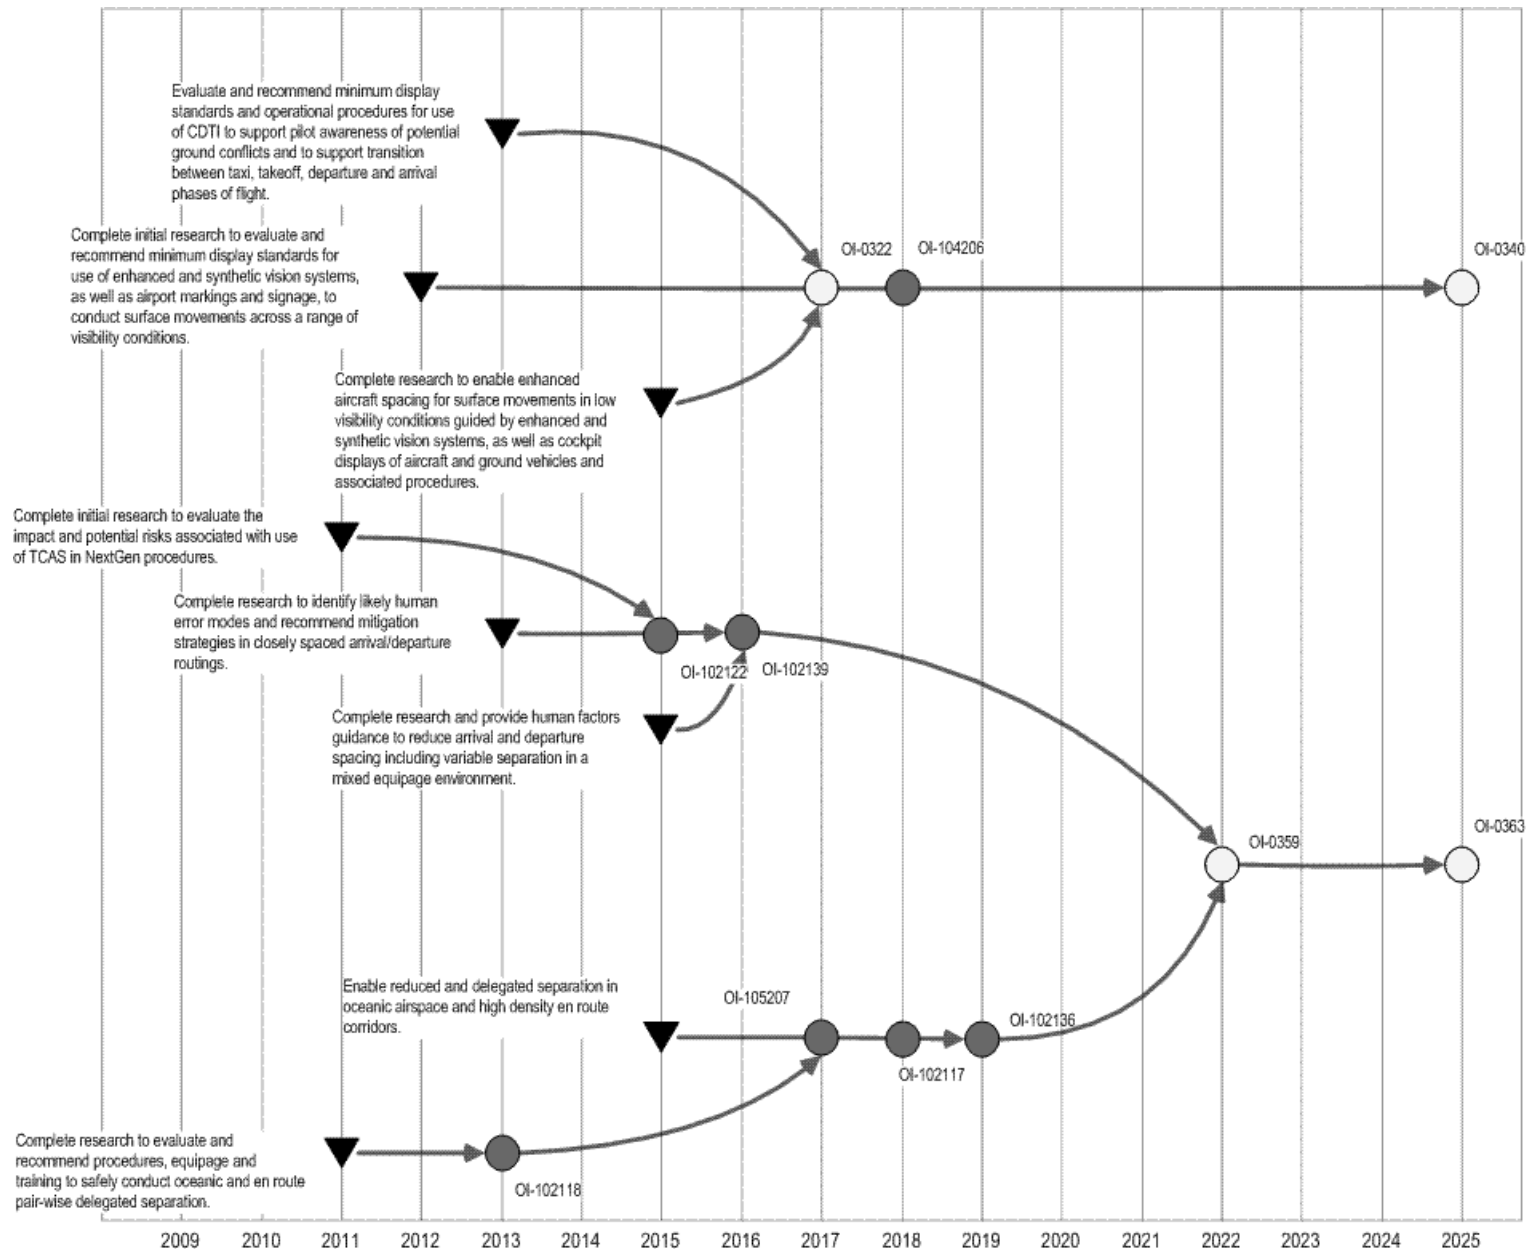 Evaluate and recommend minimum display
standards and operational procedures for use
of CDTI to support pilot awareness of potential
ground conflicts and to support transition
between taxi, takeoff, departure and arrival
phases of flight.
Complete initial research to evaluate and
recommend minimum display standards for
use of enhanced and synthetic vision systems,
as well as airport markings and signage, to
conduct surface movements across a range of
visibility conditions.
OI-0322
OI-104206
OI-0340
Complete research to enable enhanced
aircraft spacing for surface movements in low
visibility conditions guided by enhanced and
synthetic vision systems, as well as cockpit
displays of aircraft and ground vehicles and
associated procedures.
Complete initial research to evaluate the
impact and potential risks associated with use
of TCAS in NextGen procedures.
Complete research to identify likely human
error modes and recommend mitigation
strategies in closely spaced arrival/departure
routings.
OI-102122
OI-102139
Complete research and provide human factors
guidance to reduce arrival and departure
spacing including variable separation in a
mixed equipage environment.
OI-0359
OI-0363
Enable reduced and delegated separation in
oceanic airspace and high density en route
corridors.
OI-105207
OI-102136
OI-102117
Complete research to evaluate and
recommend procedures, equipage and
training to safely conduct oceanic and en route
pair-wise delegated separation.
OI-102118
2009 2010 2011 2012 2013 2014 2015 2016 2017 2018 2019 2020 2021 2022 2023 2024 2025